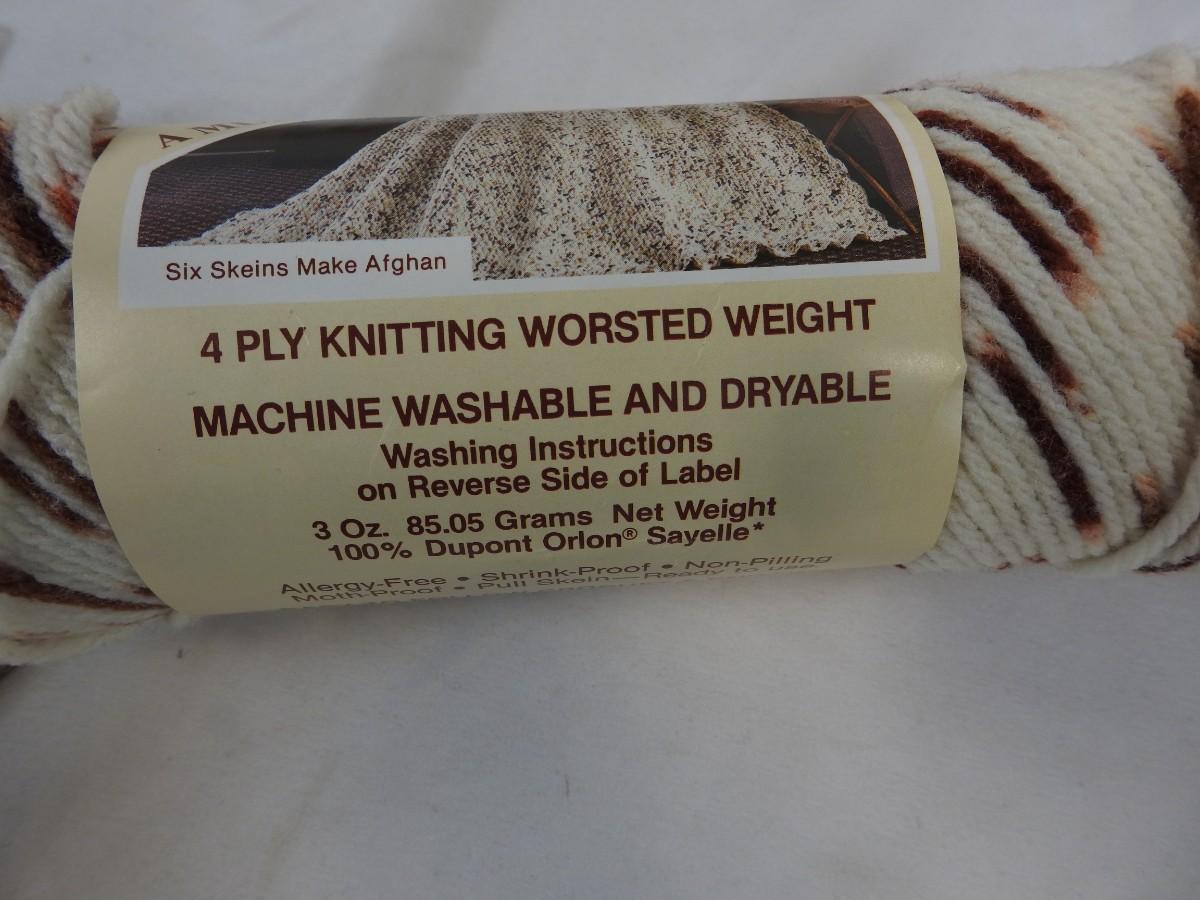 Six Skeins Make Afghan
4 PLY KNITTING WORSTED WEIGHT
MACHINE WASHABLE AND DRYABLE
Washing Instructions
on Reverse Side of Label
3 Oz. 85.05 Grams Net Weight
100% Dupont Orlon® Sayelle*
Allergy-Free • Shrink-Proof • Non-Pilling
Moth-Proof • Pull Skein—Ready to use